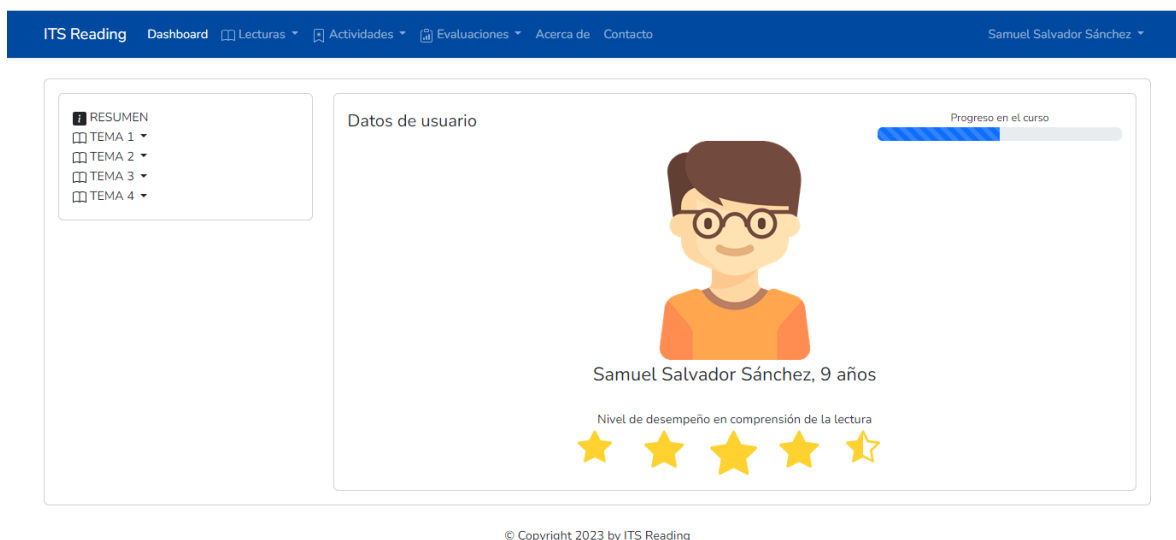 ITS Reading Dashboard Lecturas Actividades Evaluaciones Acerca de Contacto Samuel Salvador Sánchez
RESUMEN
TEMA 1
TEMA 2
TEMA 3
TEMA 4
Datos de usuario
Progreso en el curso
Samuel Salvador Sánchez, 9 años
Nivel de desempeño en comprensión de la lectura
© Copyright 2023 by ITS Reading